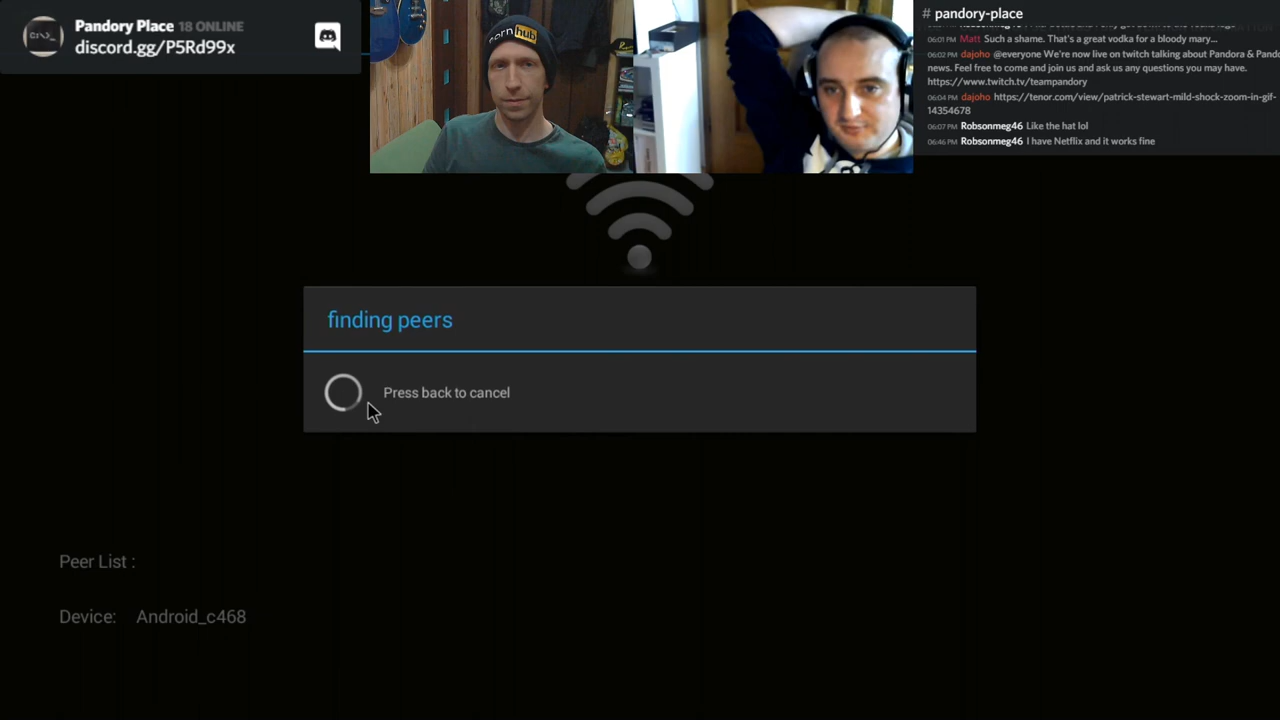 Pandory Place 18 ONLINE
discord.gg/P5Rd99x
hub
# pandory-place
06:01 PM Matt Such a shame. That's a great vodka for a bloody mary...
06:02 PM dajoho @everyone We're now live on twitch talking about Pandora & Pand
news. Feel free to come and join us and ask us any questions you may have.
https://www.twitch.tv/teampandory
06:04 PM dajoho https://tenor.com/view/patrick-stewart-mild-shock-zoom-in-gif-
14354678
06:07 PM Robsonmeg46 Like the hat lol
06:46 PM Robsonmeg46 I have Netflix and it works fine
finding peers
Press back to cancel
Peer List :
Device: Android_c468